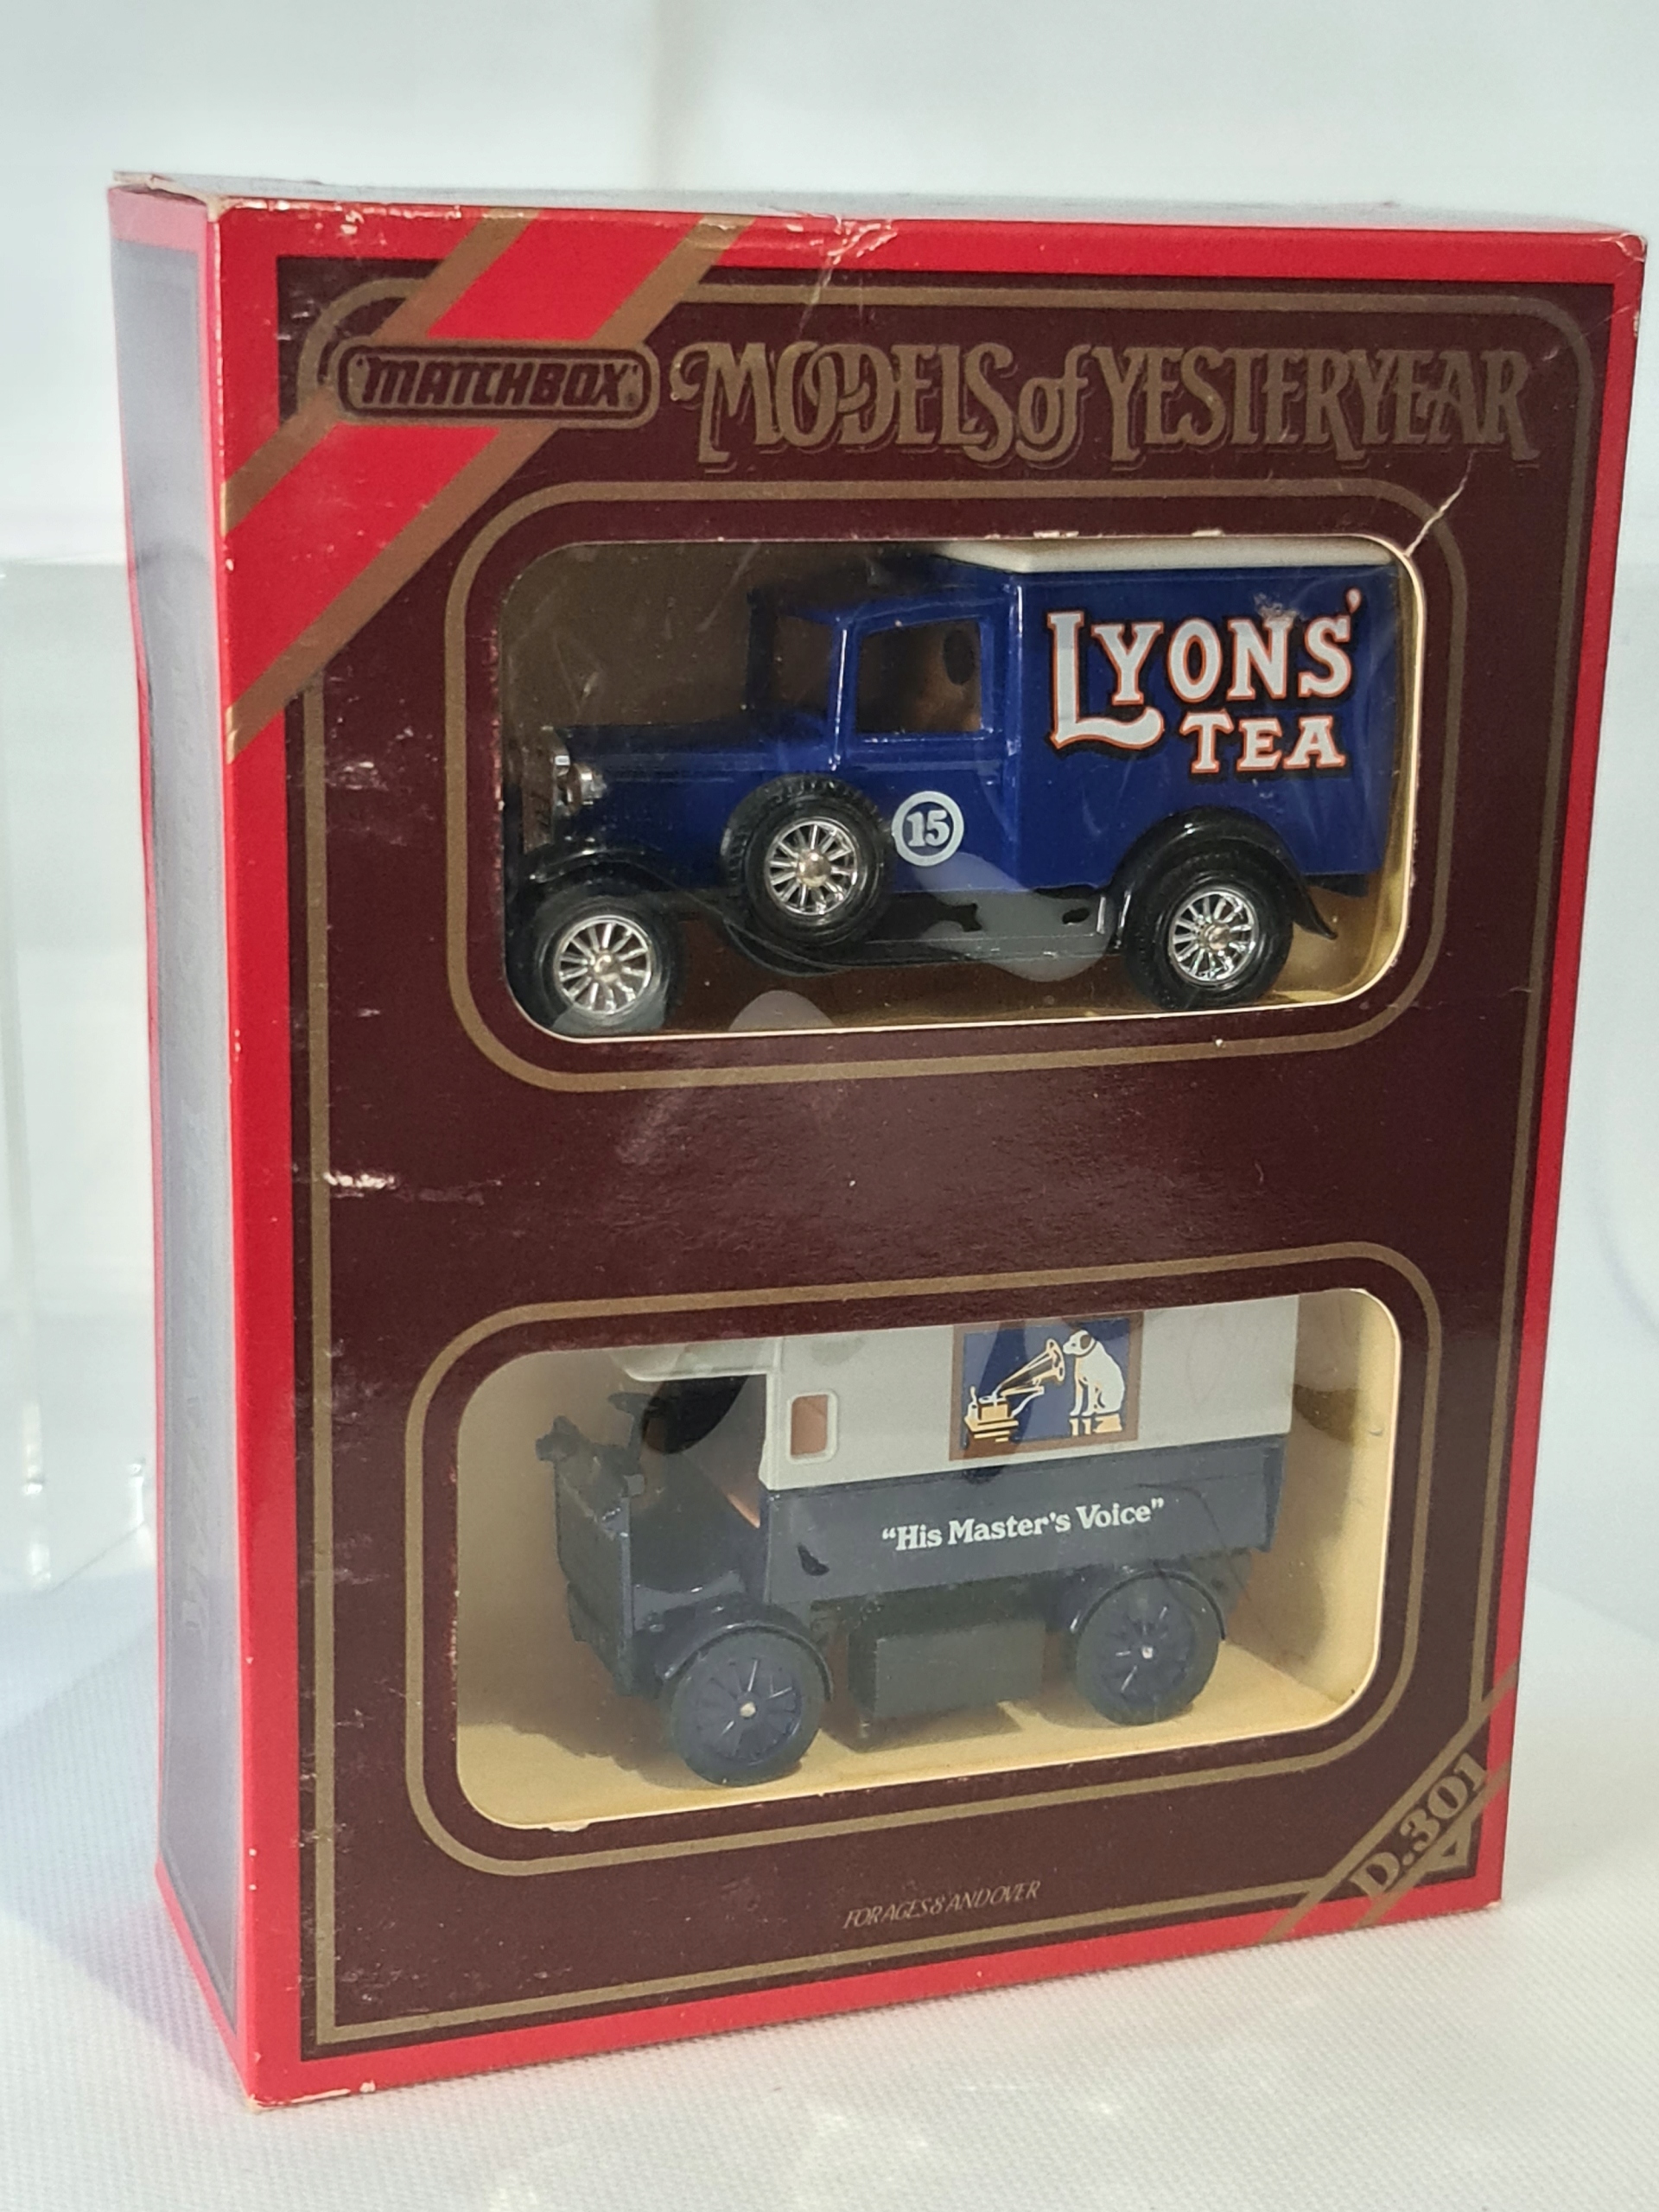 "MATCHBOX"
MODELS of YESTERYEAR
LYONS'
TEA
15
"His Master's Voice"
D.301
FOR AGES 8 AND OVER